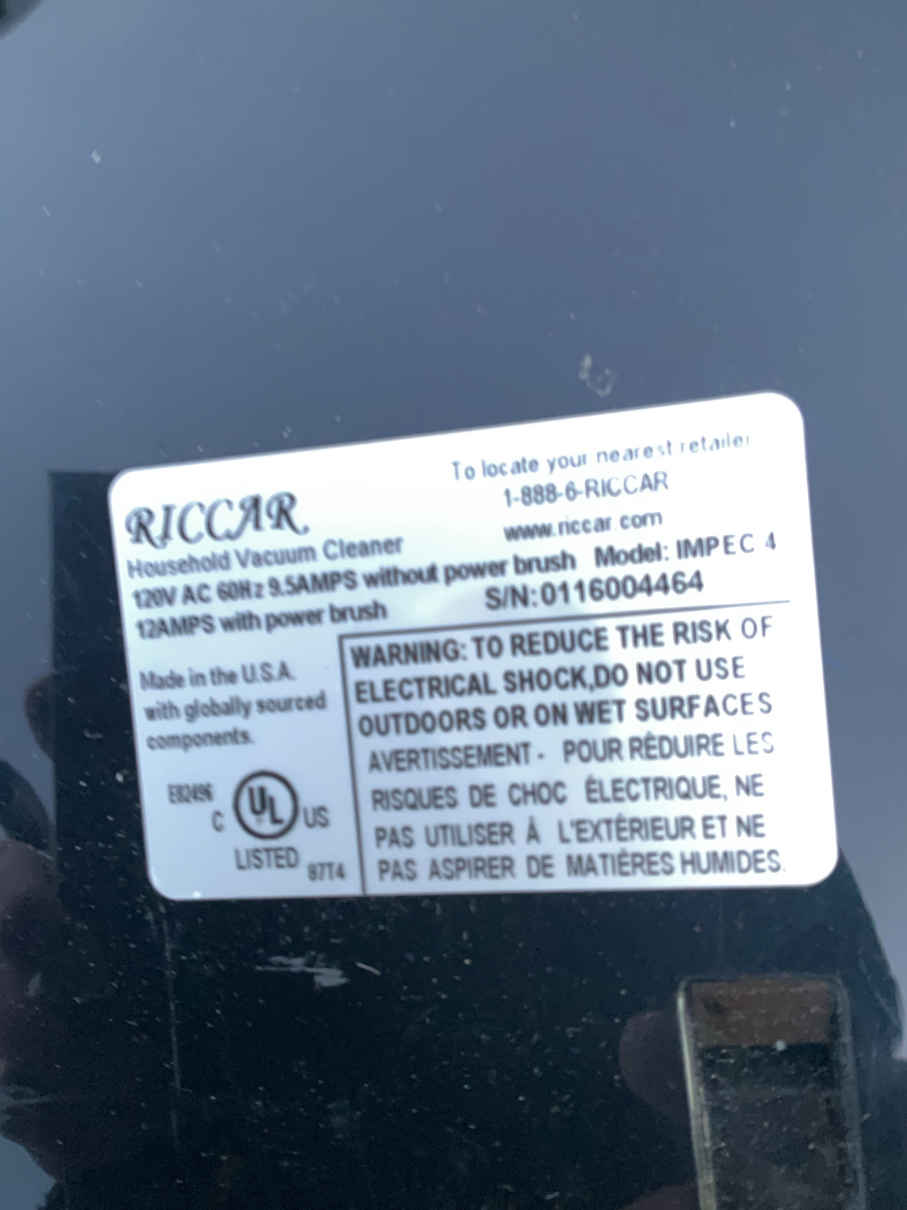 To locate your nearest retailer
1-888-6-RICCAR
www.riccar.com
RICCAR.
Household Vacuum Cleaner
120V AC 60Hz 9.5AMPS without power brush Model: IMPEC 4
12AMPS with power brush S/N:0116004464
Made in the U.S.A.
with globally sourced
components.
WARNING: TO REDUCE THE RISK OF
ELECTRICAL SHOCK,DO NOT USE
OUTDOORS OR ON WET SURFACES
AVERTISSEMENT - POUR RÉDUIRE LES
RISQUES DE CHOC ÉLECTRIQUE, NE
PAS UTILISER À L'EXTÉRIEUR ET NE
PAS ASPIRER DE MATIÈRES HUMIDES.
E82496
C UL US
LISTED 87T4